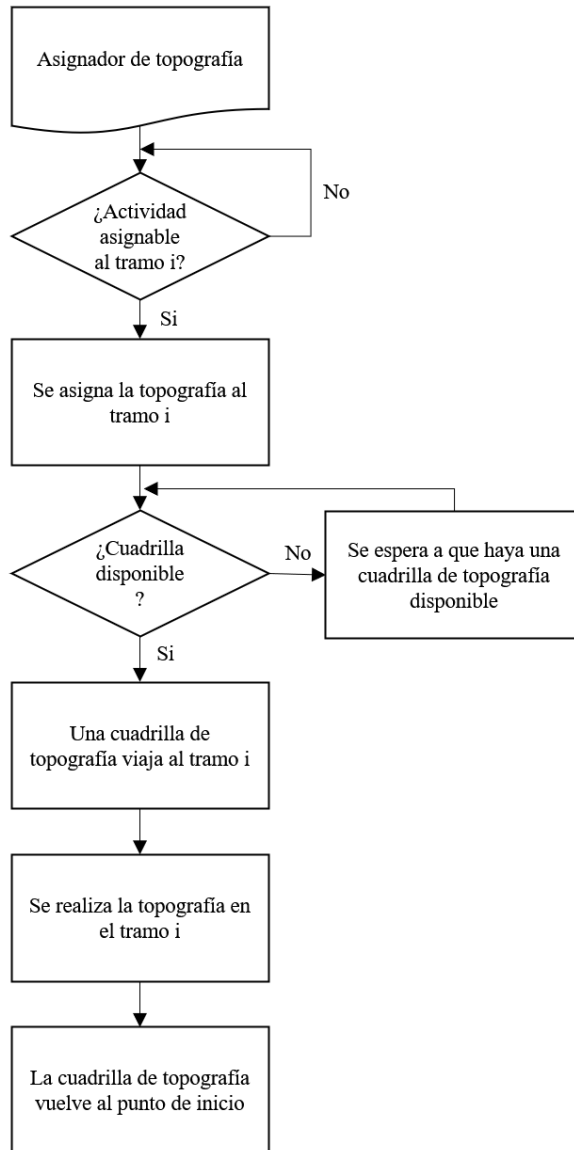 Asignador de topografía
No
¿Actividad
asignable
al tramo i?
Si
Se asigna la topografía al
tramo i
¿Cuadrilla
disponible
?
No
Se espera a que haya una
cuadrilla de topografía
disponible
Si
Una cuadrilla de
topografía viaja al tramo i
Se realiza la topografía en
el tramo i
La cuadrilla de topografía
vuelve al punto de inicio